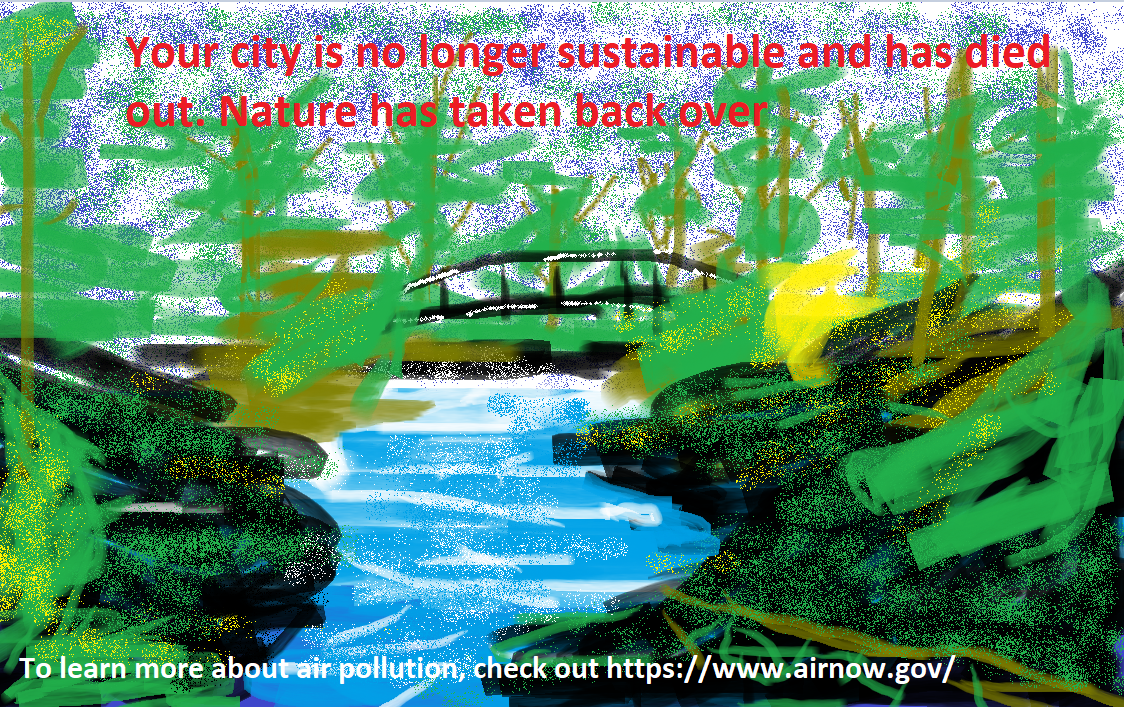 Your city is no longer sustainable and has died
out. Nature has taken back over
To learn more about air pollution, check out https://www.airnow.gov/